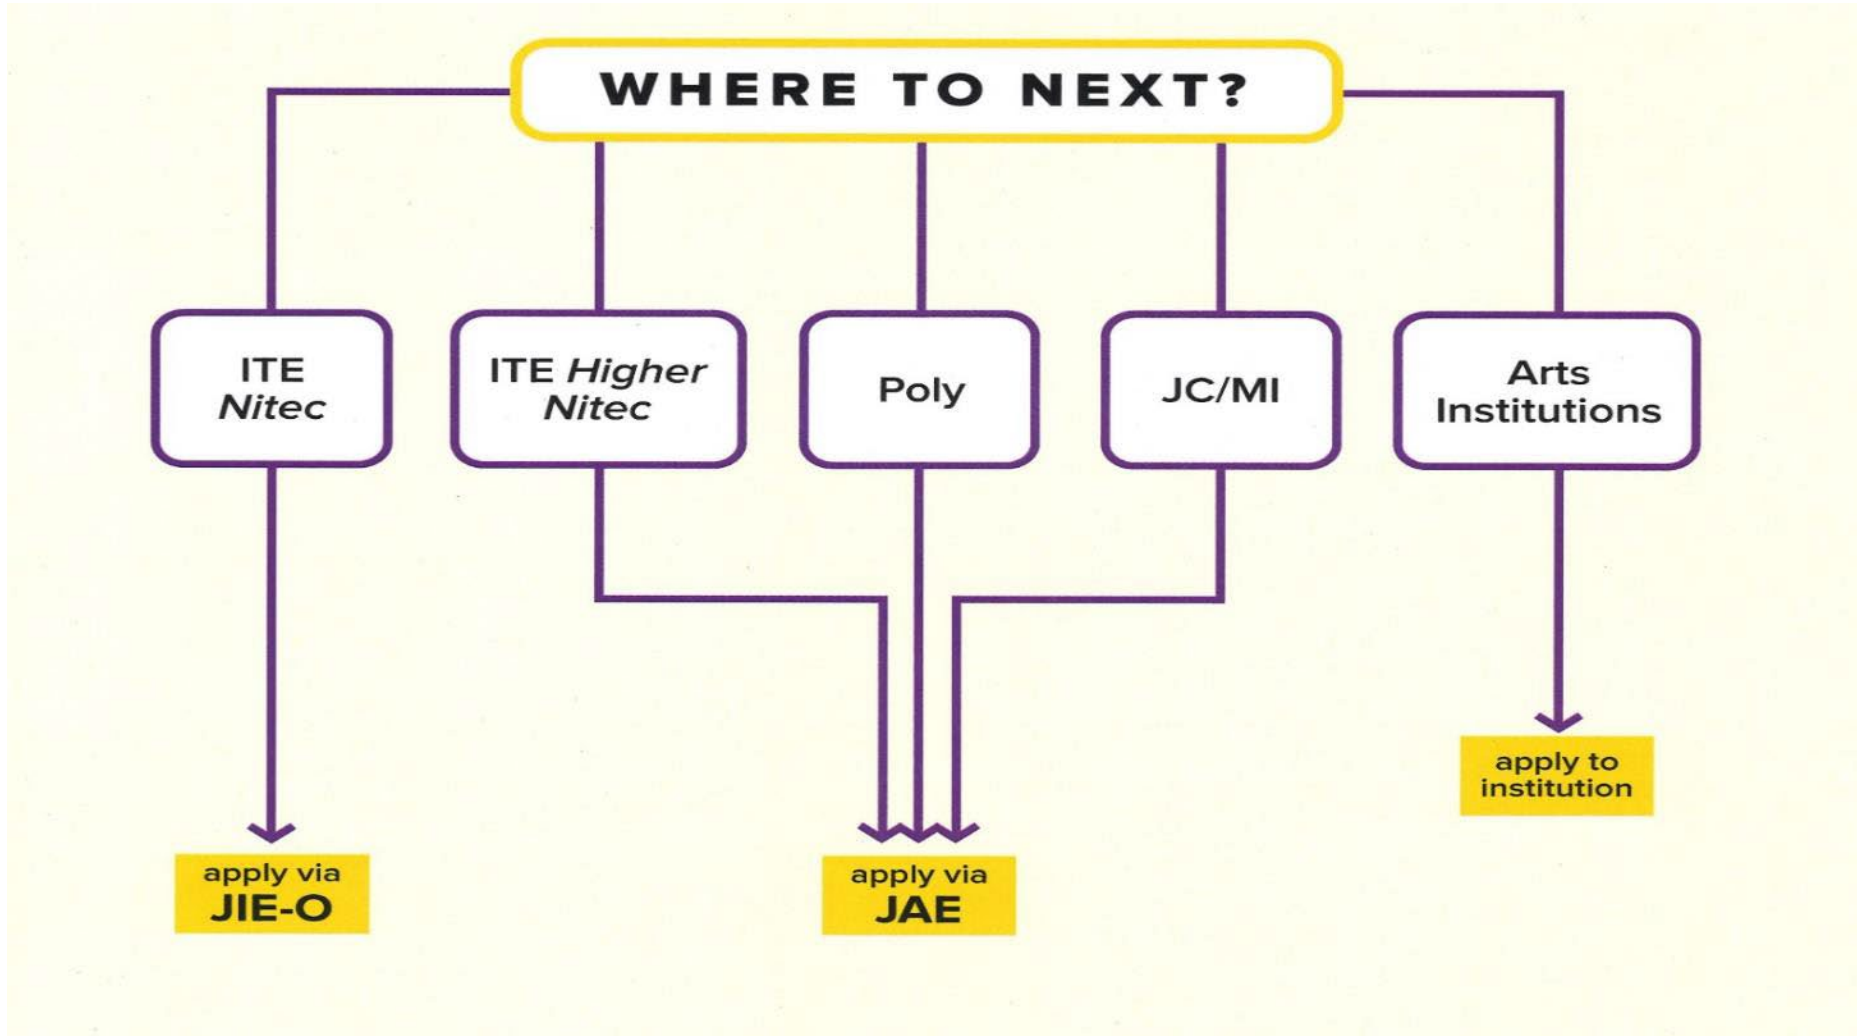 WHERE TO NEXT?
ITE
Nitec
ITE Higher
Nitec
Poly
JC/MI
Arts
Institutions
apply to
institution
apply via
JIE-O
apply via
JAE